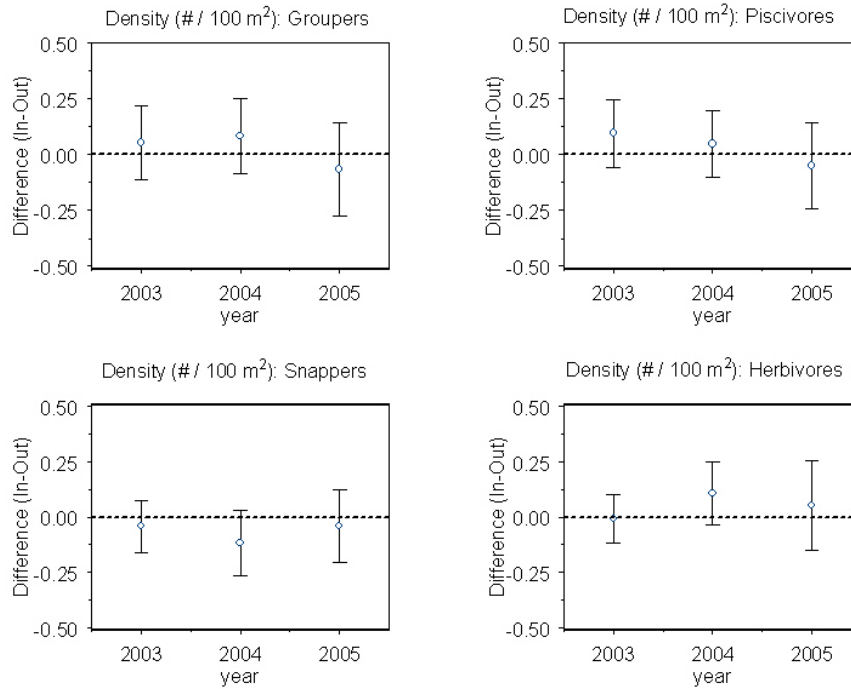 Density (# / 100 m²): Groupers
0.50
0.25
0.00
-0.25
-0.50
Difference (In-Out)
2003 2004 2005
year
Density (# / 100 m²): Piscivores
0.50
0.25
0.00
-0.25
-0.50
Difference (In-Out)
2003 2004 2005
year
Density (# / 100 m²): Snappers
0.50
0.25
0.00
-0.25
-0.50
Difference (In-Out)
2003 2004 2005
year
Density (# / 100 m²): Herbivores
0.50
0.25
0.00
-0.25
-0.50
Difference (In-Out)
2003 2004 2005
year